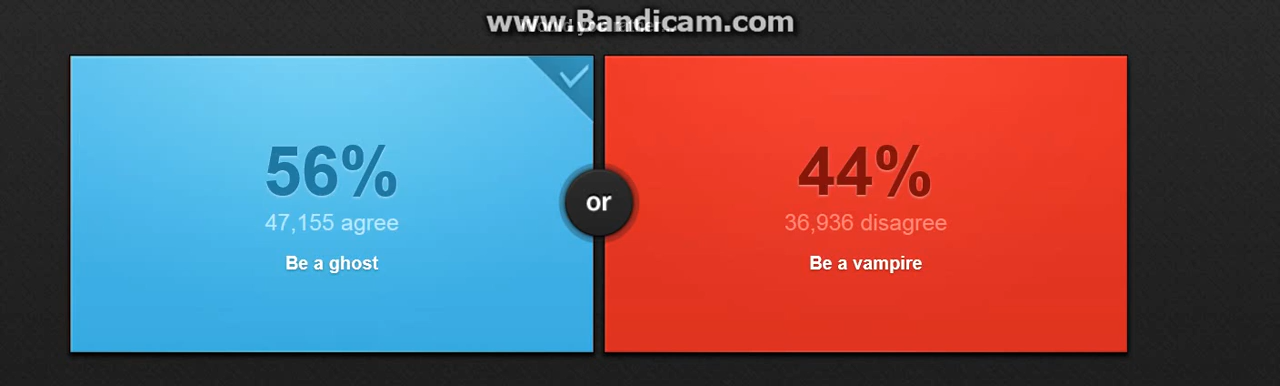 www.Bandicam.com
56%
47,155 agree
Be a ghost
or
44%
36,936 disagree
Be a vampire